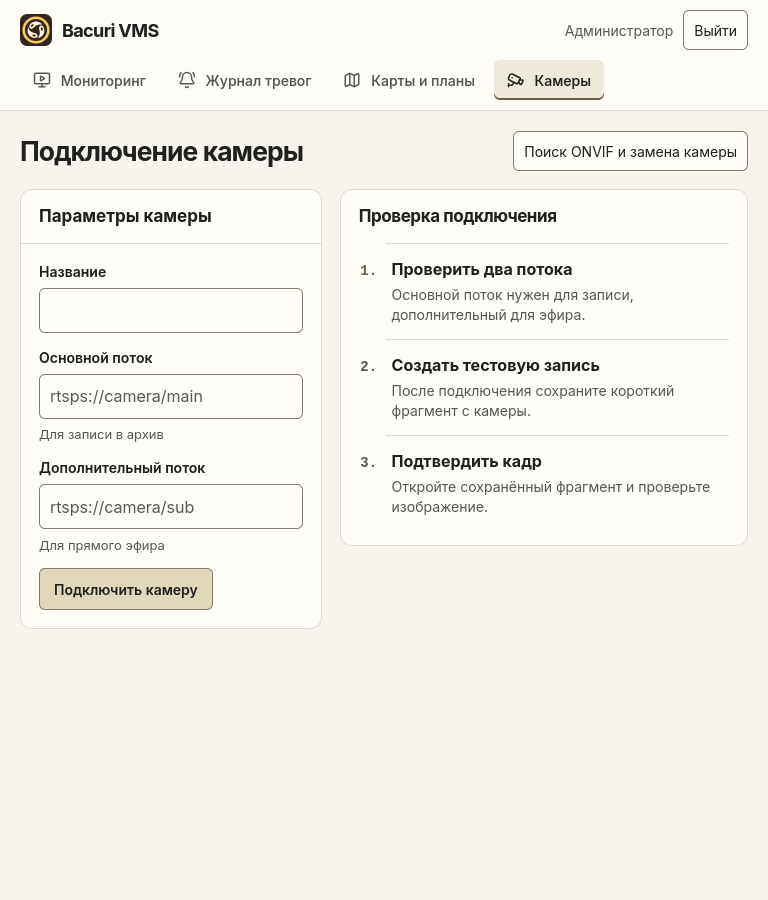 Bacuri VMS
Администратор
Выйти
Мониторинг
Журнал тревог
Карты и планы
Камеры
Подключение камеры
Поиск ONVIF и замена камеры
Параметры камеры
Название
Основной поток
rtsps://camera/main
Для записи в архив
Дополнительный поток
rtsps://camera/sub
Для прямого эфира
Подключить камеру
Проверка подключения
1. Проверить два потока
Основной поток нужен для записи,
дополнительный для эфира.
2. Создать тестовую запись
После подключения сохраните короткий
фрагмент с камеры.
3. Подтвердить кадр
Откройте сохранённый фрагмент и проверьте
изображение.